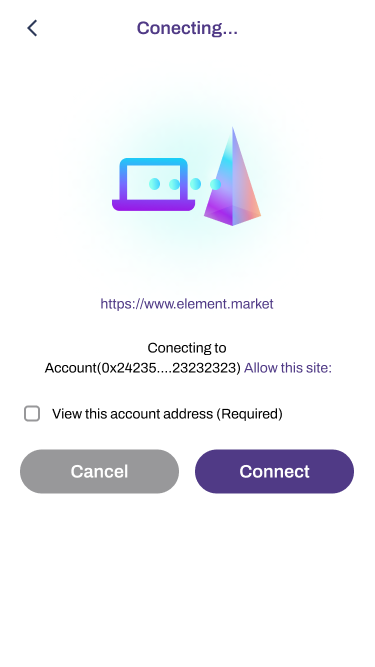 Conecting...
https://www.element.market
Conecting to
Account(0x24235....23232323) Allow this site:
View this account address (Required)
Cancel
Connect